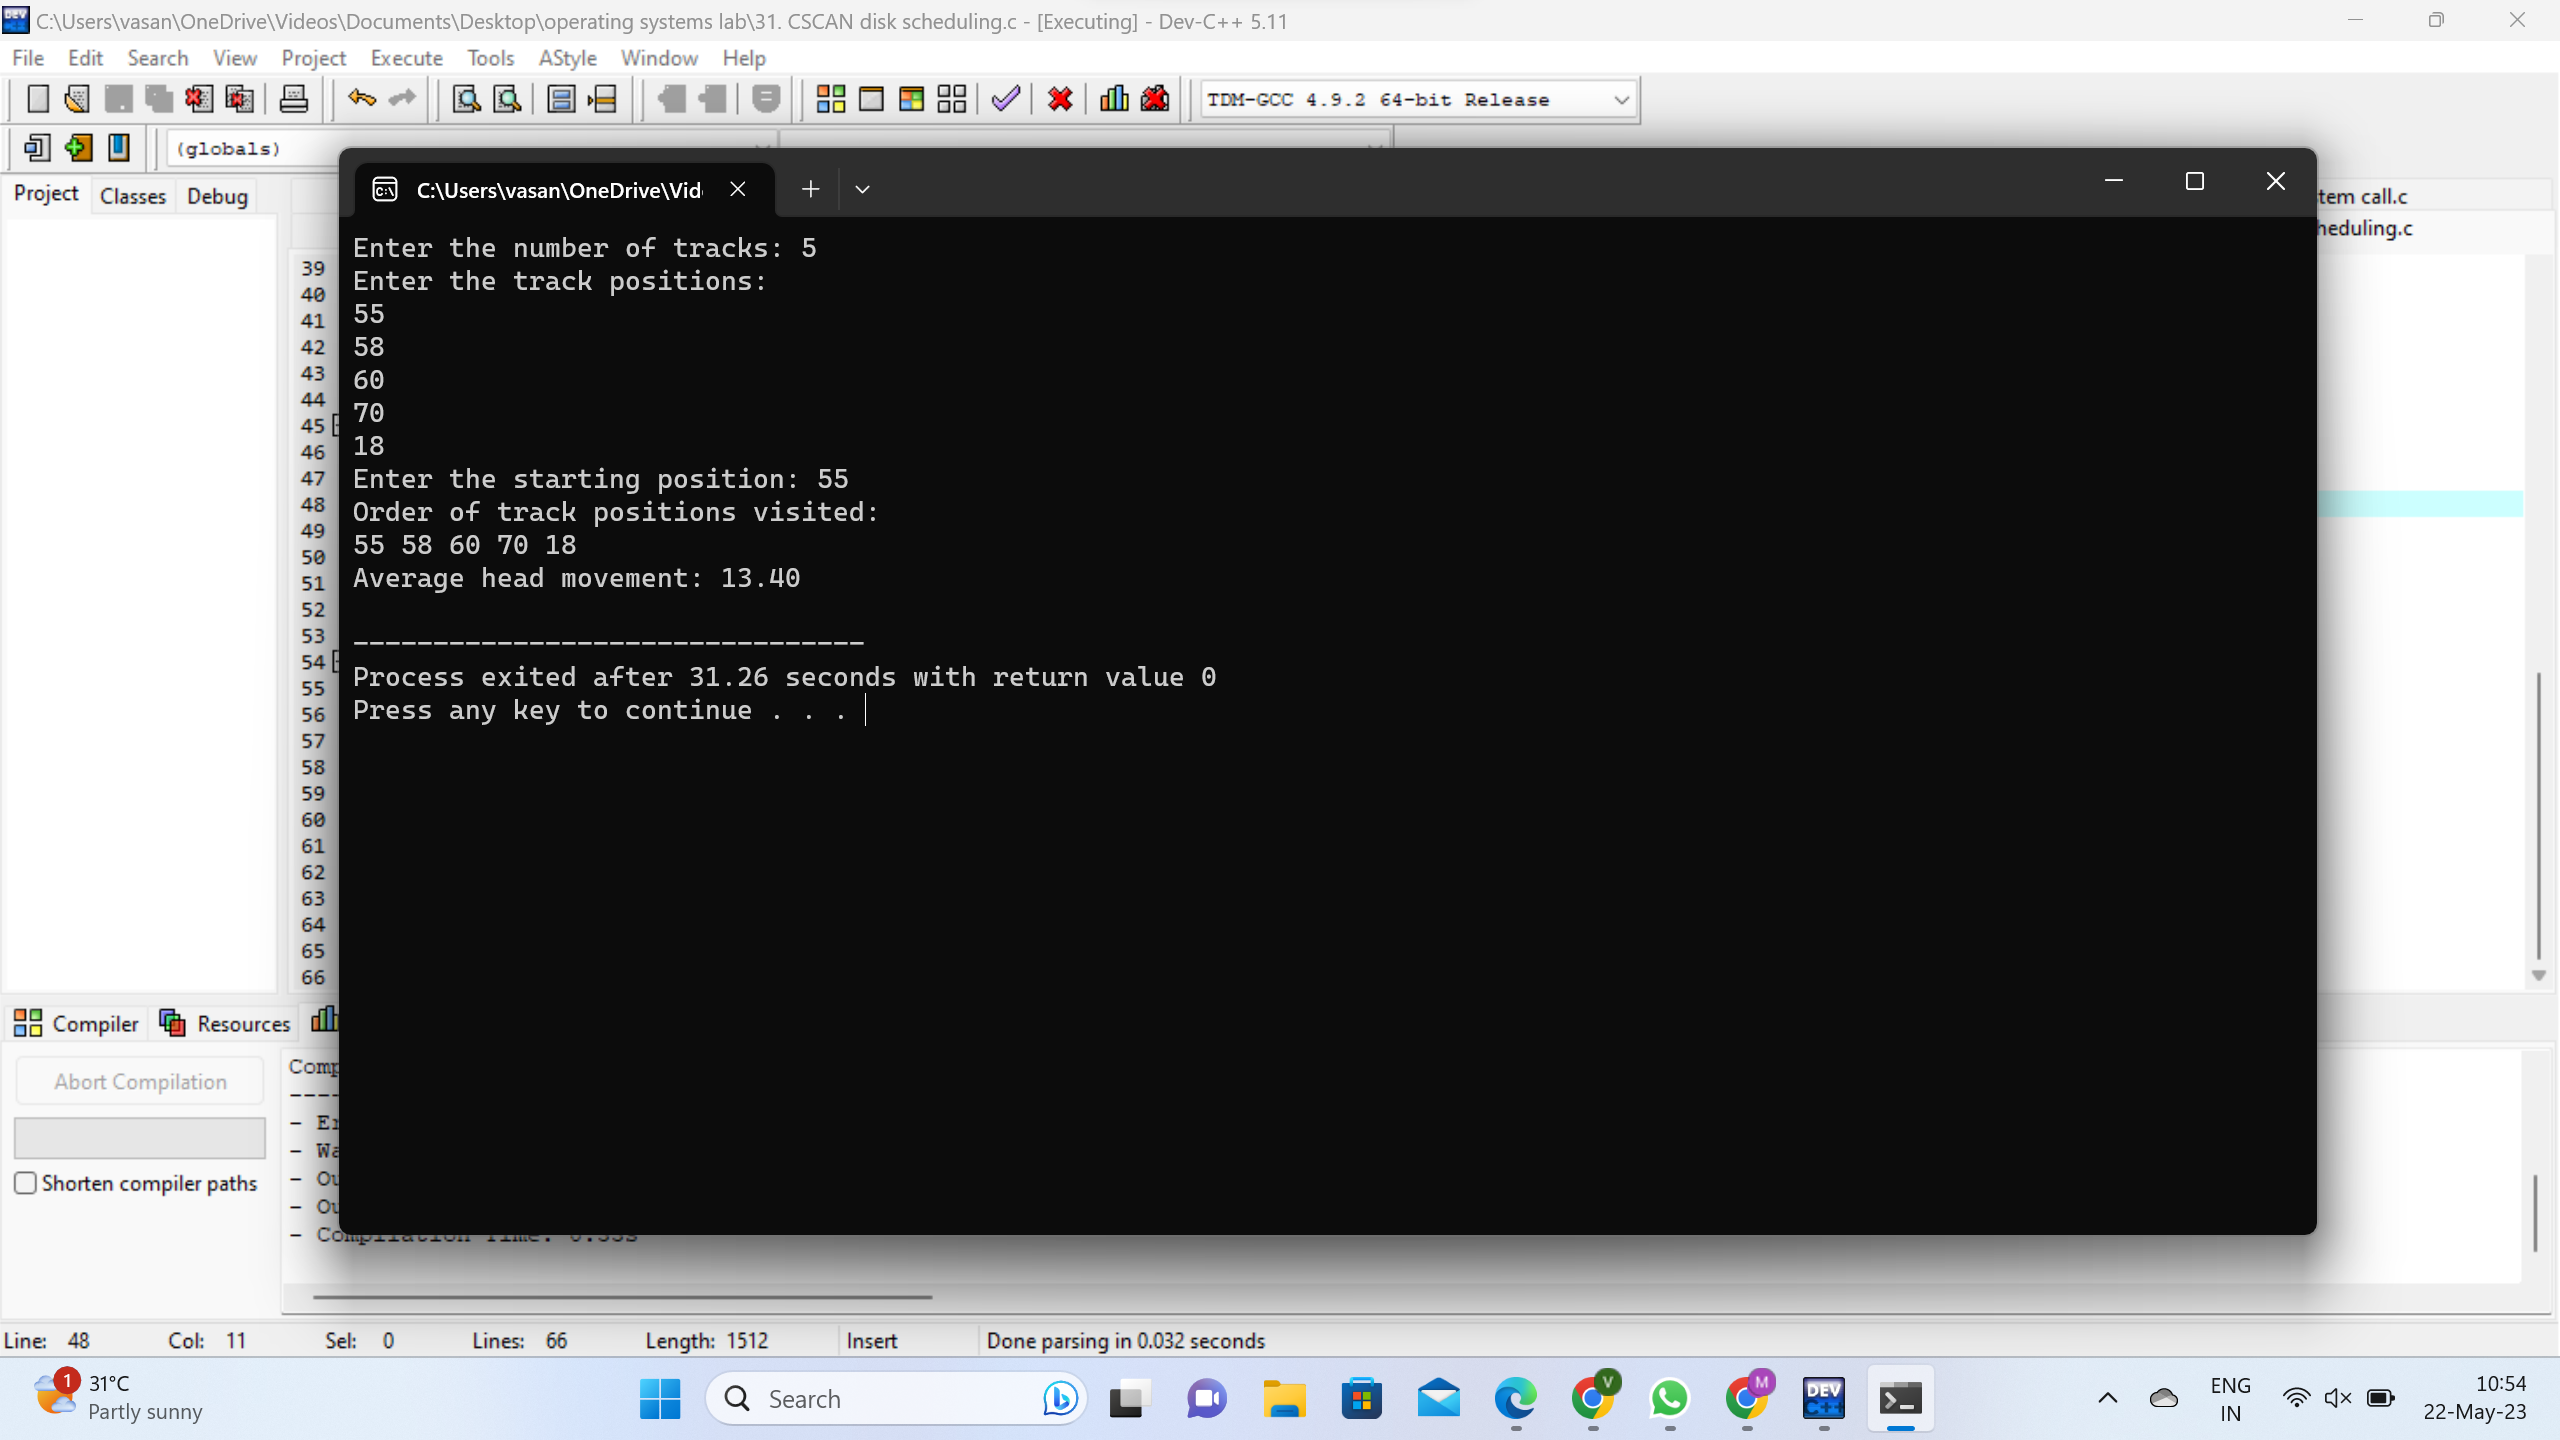 C:\Users\vasan\OneDrive\Videos\Documents\Desktop\operating systems lab\31. CSCAN disk scheduling.c - [Executing] - Dev-C++ 5.11
File Edit Search View Project Execute Tools AStyle Window Help
TDM-GCC 4.9.2 64-bit Release
(globals)
Project Classes Debug
C:\Users\vasan\OneDrive\Vid
tem call.c
heduling.c
Enter the number of tracks: 5
Enter the track positions:
55
58
60
70
18
Enter the starting position: 55
Order of track positions visited:
55 58 60 70 18
Average head movement: 13.40
--------------------------------
Process exited after 31.26 seconds with return value 0
Press any key to continue . . .
39
40
41
42
43
44
45
46
47
48
49
50
51
52
53
54
55
56
57
58
59
60
61
62
63
64
65
66
Compiler Resources
Abort Compilation
Shorten compiler paths
Comp
- Er
- Wa
- Ou
- Ou
- Compilation Time: 0.33s
Line: 48 Col: 11 Sel: 0 Lines: 66 Length: 1512 Insert Done parsing in 0.032 seconds
1
31°C
Partly sunny
Search
V
M
DEV
C++
ENG
IN
10:54
22-May-23